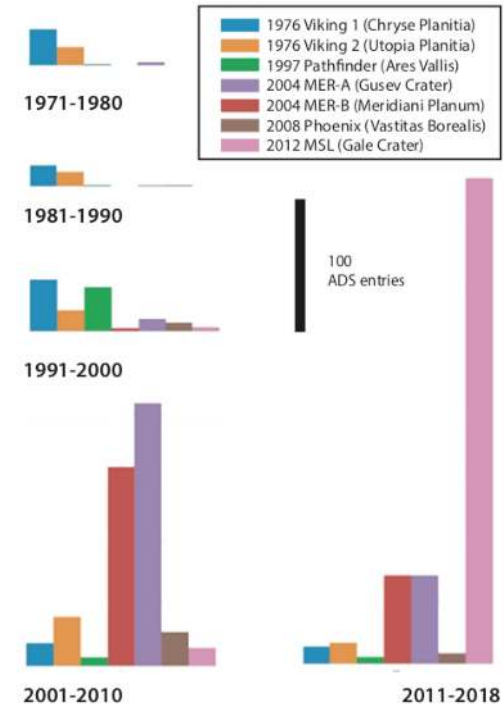 1976 Viking 1 (Chryse Planitia)
1976 Viking 2 (Utopia Planitia)
1997 Pathfinder (Ares Vallis)
2004 MER-A (Gusev Crater)
2004 MER-B (Meridiani Planum)
2008 Phoenix (Vastitas Borealis)
2012 MSL (Gale Crater)
1971-1980
1981-1990
100
ADS entries
1991-2000
2001-2010
2011-2018